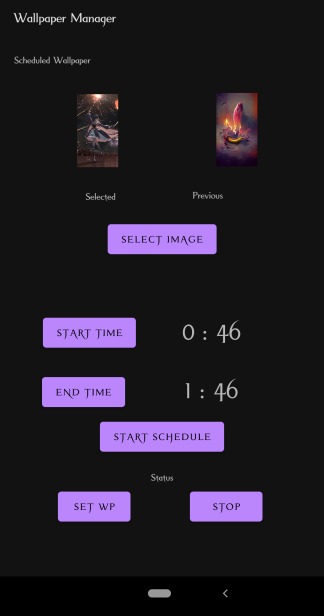 Wallpaper Manager
Scheduled Wallpaper
Selected
Previous
SELECT IMAGE
START TIME
0 : 46
END TIME
1 : 46
START SCHEDULE
Status
SET WP
STOP